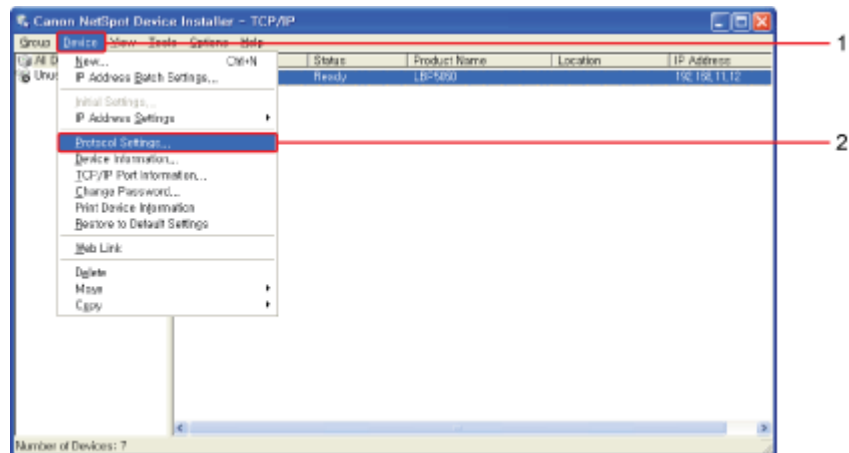 Canon NetSpot Device Installer - TCP/IP
Group Device View Tools Options Help
1
All D
Status Product Name Location IP Address
Unus
Ready LBP5060 192.168.11.12
New... Ctrl+N
IP Address Batch Settings...
Initial Settings...
IP Address Settings
Protocol Settings...
2
Device Information...
TCP/IP Port Information...
Change Password...
Print Device Information
Restore to Default Settings
Web Link
Delete
Move
Copy
Number of Devices: 7